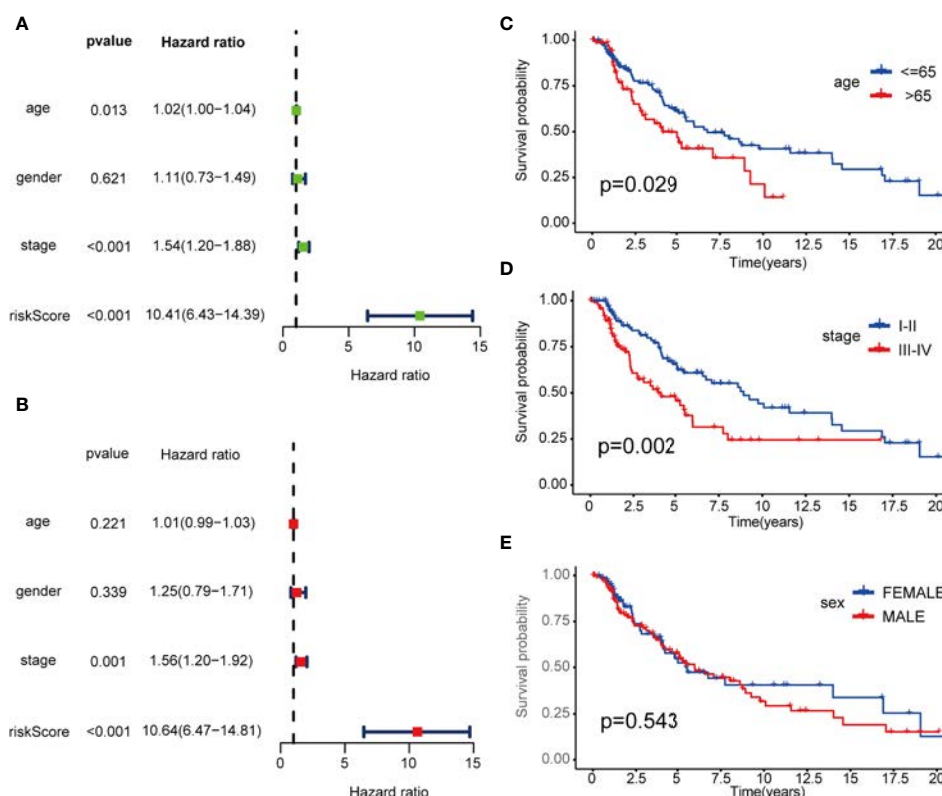 A
pvalue Hazard ratio
age 0.013 1.02(1.00−1.04)
gender 0.621 1.11(0.73−1.49)
stage <0.001 1.54(1.20−1.88)
riskScore <0.001 10.41(6.43−14.39)
0 5 10 15
Hazard ratio
B
pvalue Hazard ratio
age 0.221 1.01(0.99−1.03)
gender 0.339 1.25(0.79−1.71)
stage 0.001 1.56(1.20−1.92)
riskScore <0.001 10.64(6.47−14.81)
0 5 10 15
Hazard ratio
C
Survival probability
1.00
0.75
0.50
0.25
0.00
age
<=65
>65
p=0.029
0 2.5 5 7.5 10 12.5 15 17.5 20
Time(years)
D
Survival probability
1.00
0.75
0.50
0.25
0.00
stage
I-II
III-IV
p=0.002
0 2.5 5 7.5 10 12.5 15 17.5 20
Time(years)
E
Survival probability
1.00
0.75
0.50
0.25
0.00
sex
FEMALE
MALE
p=0.543
0 2.5 5 7.5 10 12.5 15 17.5 20
Time(years)